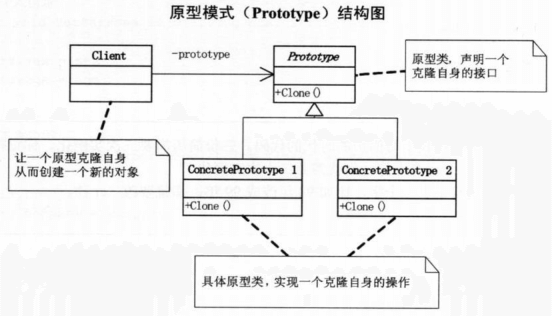 原型模式（Prototype）结构图
Client
-prototype
Prototype
+Clone()
原型类，声明一个
克隆自身的接口
让一个原型克隆自身
从而创建一个新的对象
ConcretePrototype 1
+Clone()
ConcretePrototype 2
+Clone()
具体原型类，实现一个克隆自身的操作